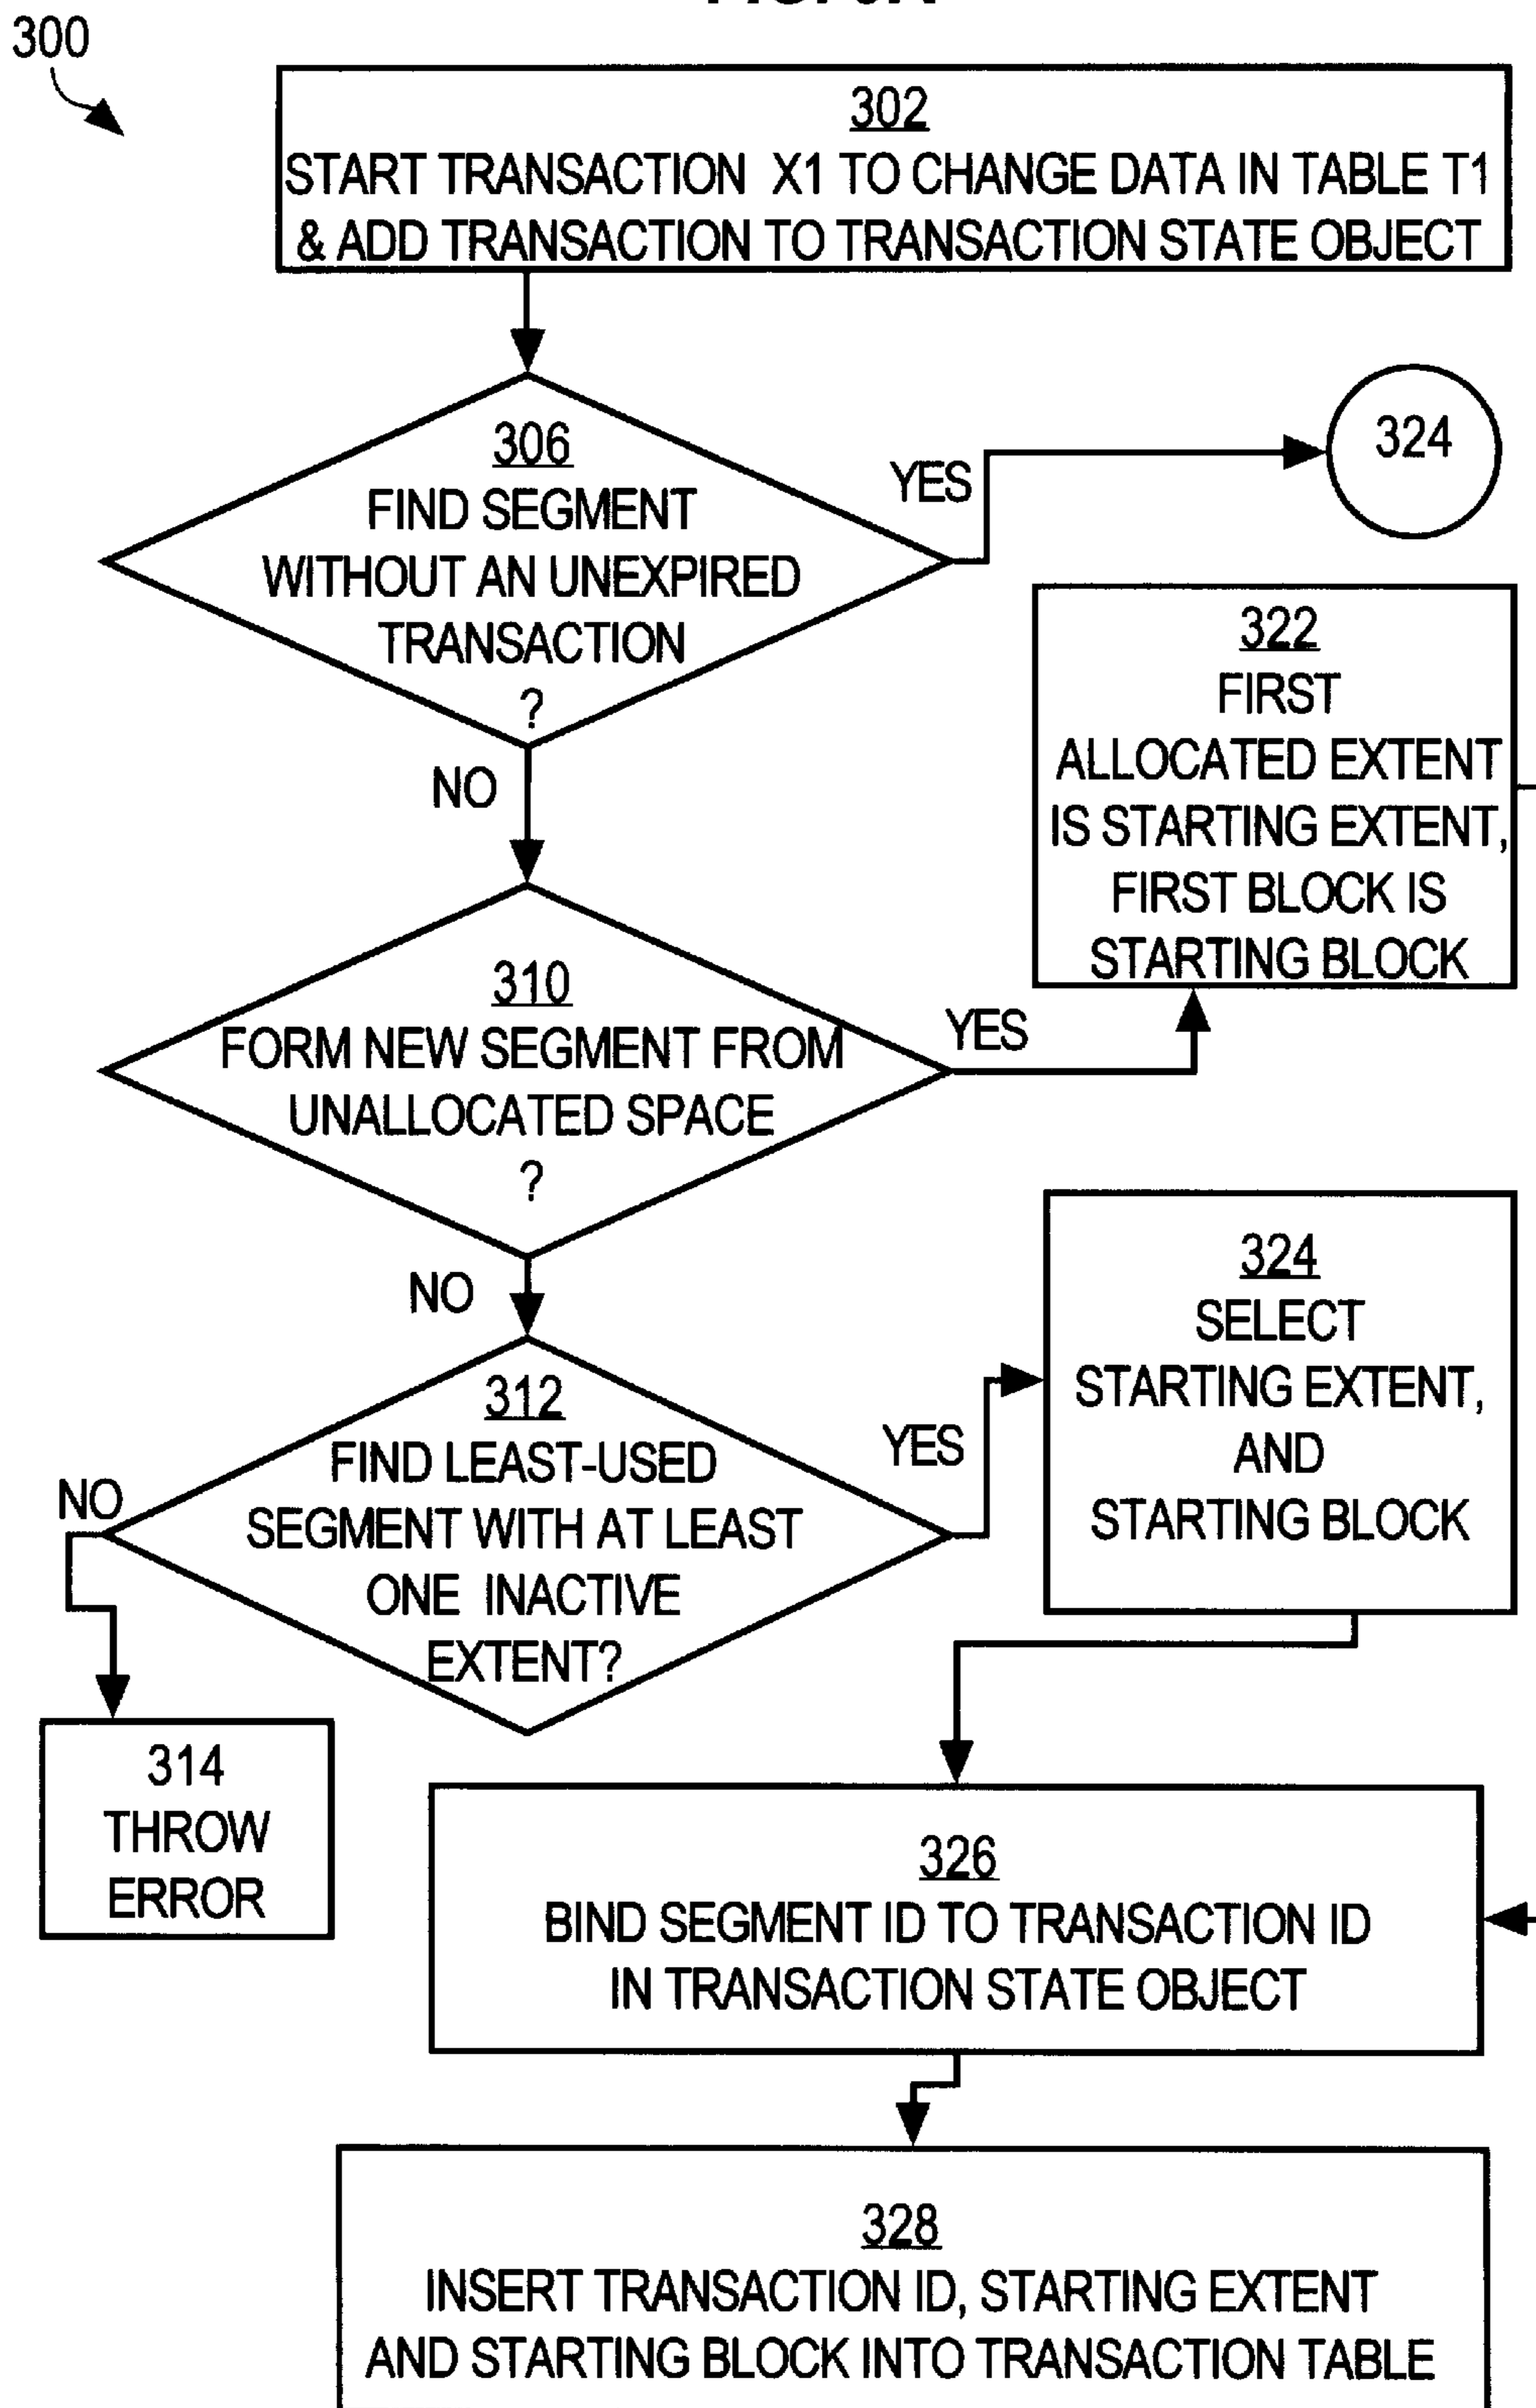 300
302
START TRANSACTION X1 TO CHANGE DATA IN TABLE T1
& ADD TRANSACTION TO TRANSACTION STATE OBJECT
306
FIND SEGMENT
WITHOUT AN UNEXPIRED
TRANSACTION
?
YES
324
NO
322
FIRST
ALLOCATED EXTENT
IS STARTING EXTENT,
FIRST BLOCK IS
STARTING BLOCK
310
FORM NEW SEGMENT FROM
UNALLOCATED SPACE
?
YES
NO
324
SELECT
STARTING EXTENT,
AND
STARTING BLOCK
312
FIND LEAST-USED
SEGMENT WITH AT LEAST
ONE INACTIVE
EXTENT?
YES
NO
314
THROW
ERROR
326
BIND SEGMENT ID TO TRANSACTION ID
IN TRANSACTION STATE OBJECT
328
INSERT TRANSACTION ID, STARTING EXTENT
AND STARTING BLOCK INTO TRANSACTION TABLE